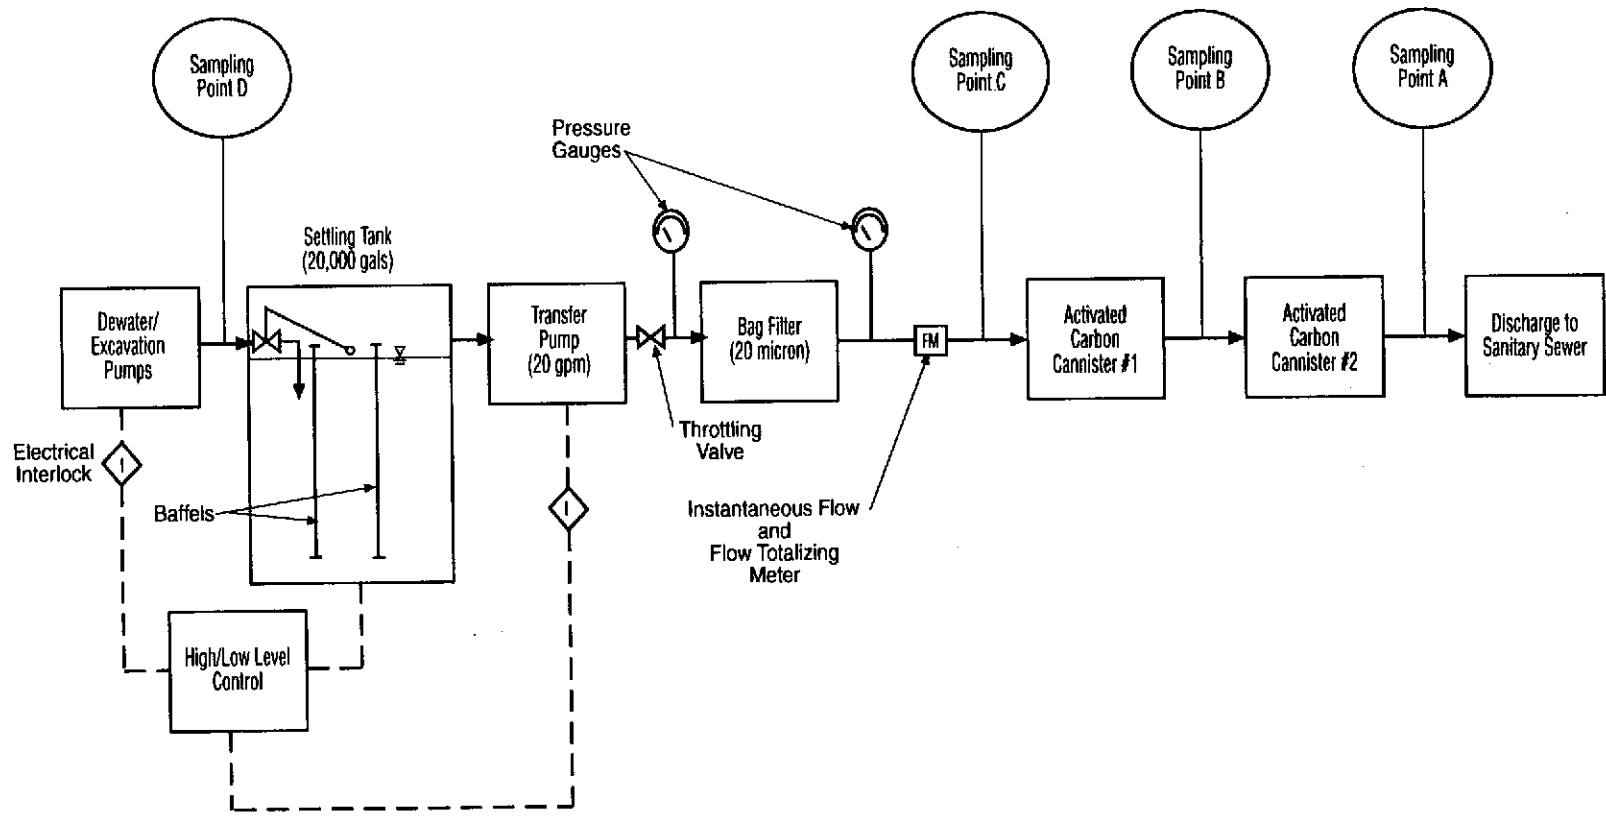 Sampling
Point D
Sampling
Point C
Sampling
Point B
Sampling
Point A
Pressure
Gauges
Settling Tank
(20,000 gals)
Dewater/
Excavation
Pumps
Transfer
Pump
(20 gpm)
Bag Filter
(20 micron)
FM
Activated
Carbon
Cannister #1
Activated
Carbon
Cannister #2
Discharge to
Sanitary Sewer
Throttling
Valve
Electrical
Interlock
I
Baffels
I
Instantaneous Flow
and
Flow Totalizing
Meter
High/Low Level
Control